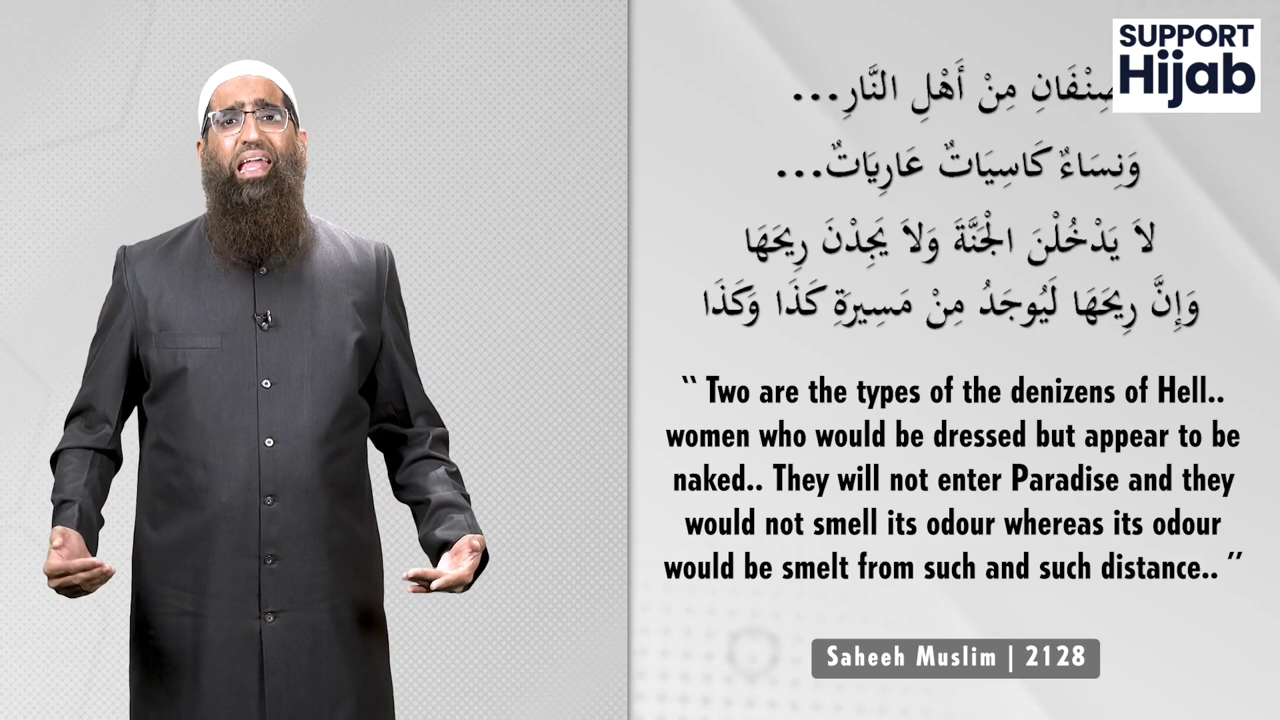 SUPPORT
Hijab
صِنْفَانِ مِنْ أَهْلِ النَّارِ...
وَنِسَاءٌ كَاسِيَاتٌ عَارِيَاتٌ...
لاَ يَدْخُلْنَ الْجَنَّةَ وَلاَ يَجِدْنَ رِيحَهَا
وَإِنَّ رِيحَهَا لَيُوجَدُ مِنْ مَسِيرَةِ كَذَا وَكَذَا
“ Two are the types of the denizens of Hell..
women who would be dressed but appear to be
naked.. They will not enter Paradise and they
would not smell its odour whereas its odour
would be smelt from such and such distance.. ”
Saheeh Muslim | 2128